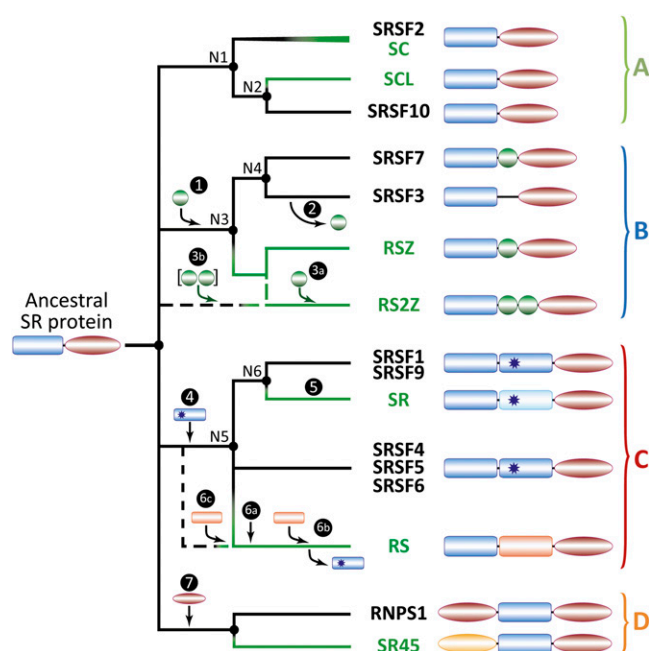 N1
SRSF2
SC
A
N2
SCL
SRSF10
N4
SRSF7
1
2
SRSF3
N3
B
3b
3a
RSZ
[ ]
RS2Z
Ancestral
SR protein
N6
SRSF1
SRSF9
4
5
SR
N5
C
SRSF4
SRSF5
SRSF6
6c
6a
6b
RS
7
RNPS1
D
SR45